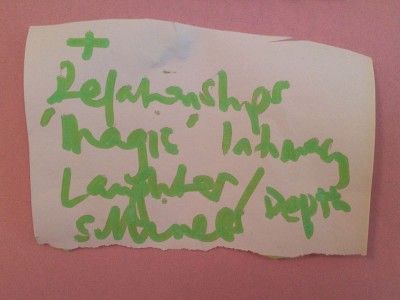 +
Relationships
'Magic' Intimacy
Laughter / Depth